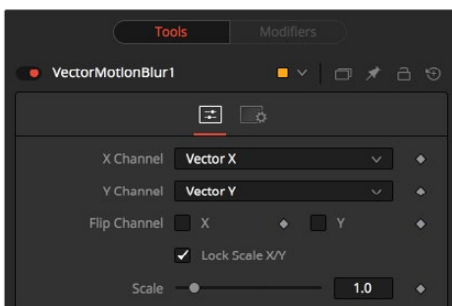 Tools Modifiers
VectorMotionBlur1
X Channel Vector X
Y Channel Vector Y
Flip Channel X Y
Lock Scale X/Y
Scale 1.0